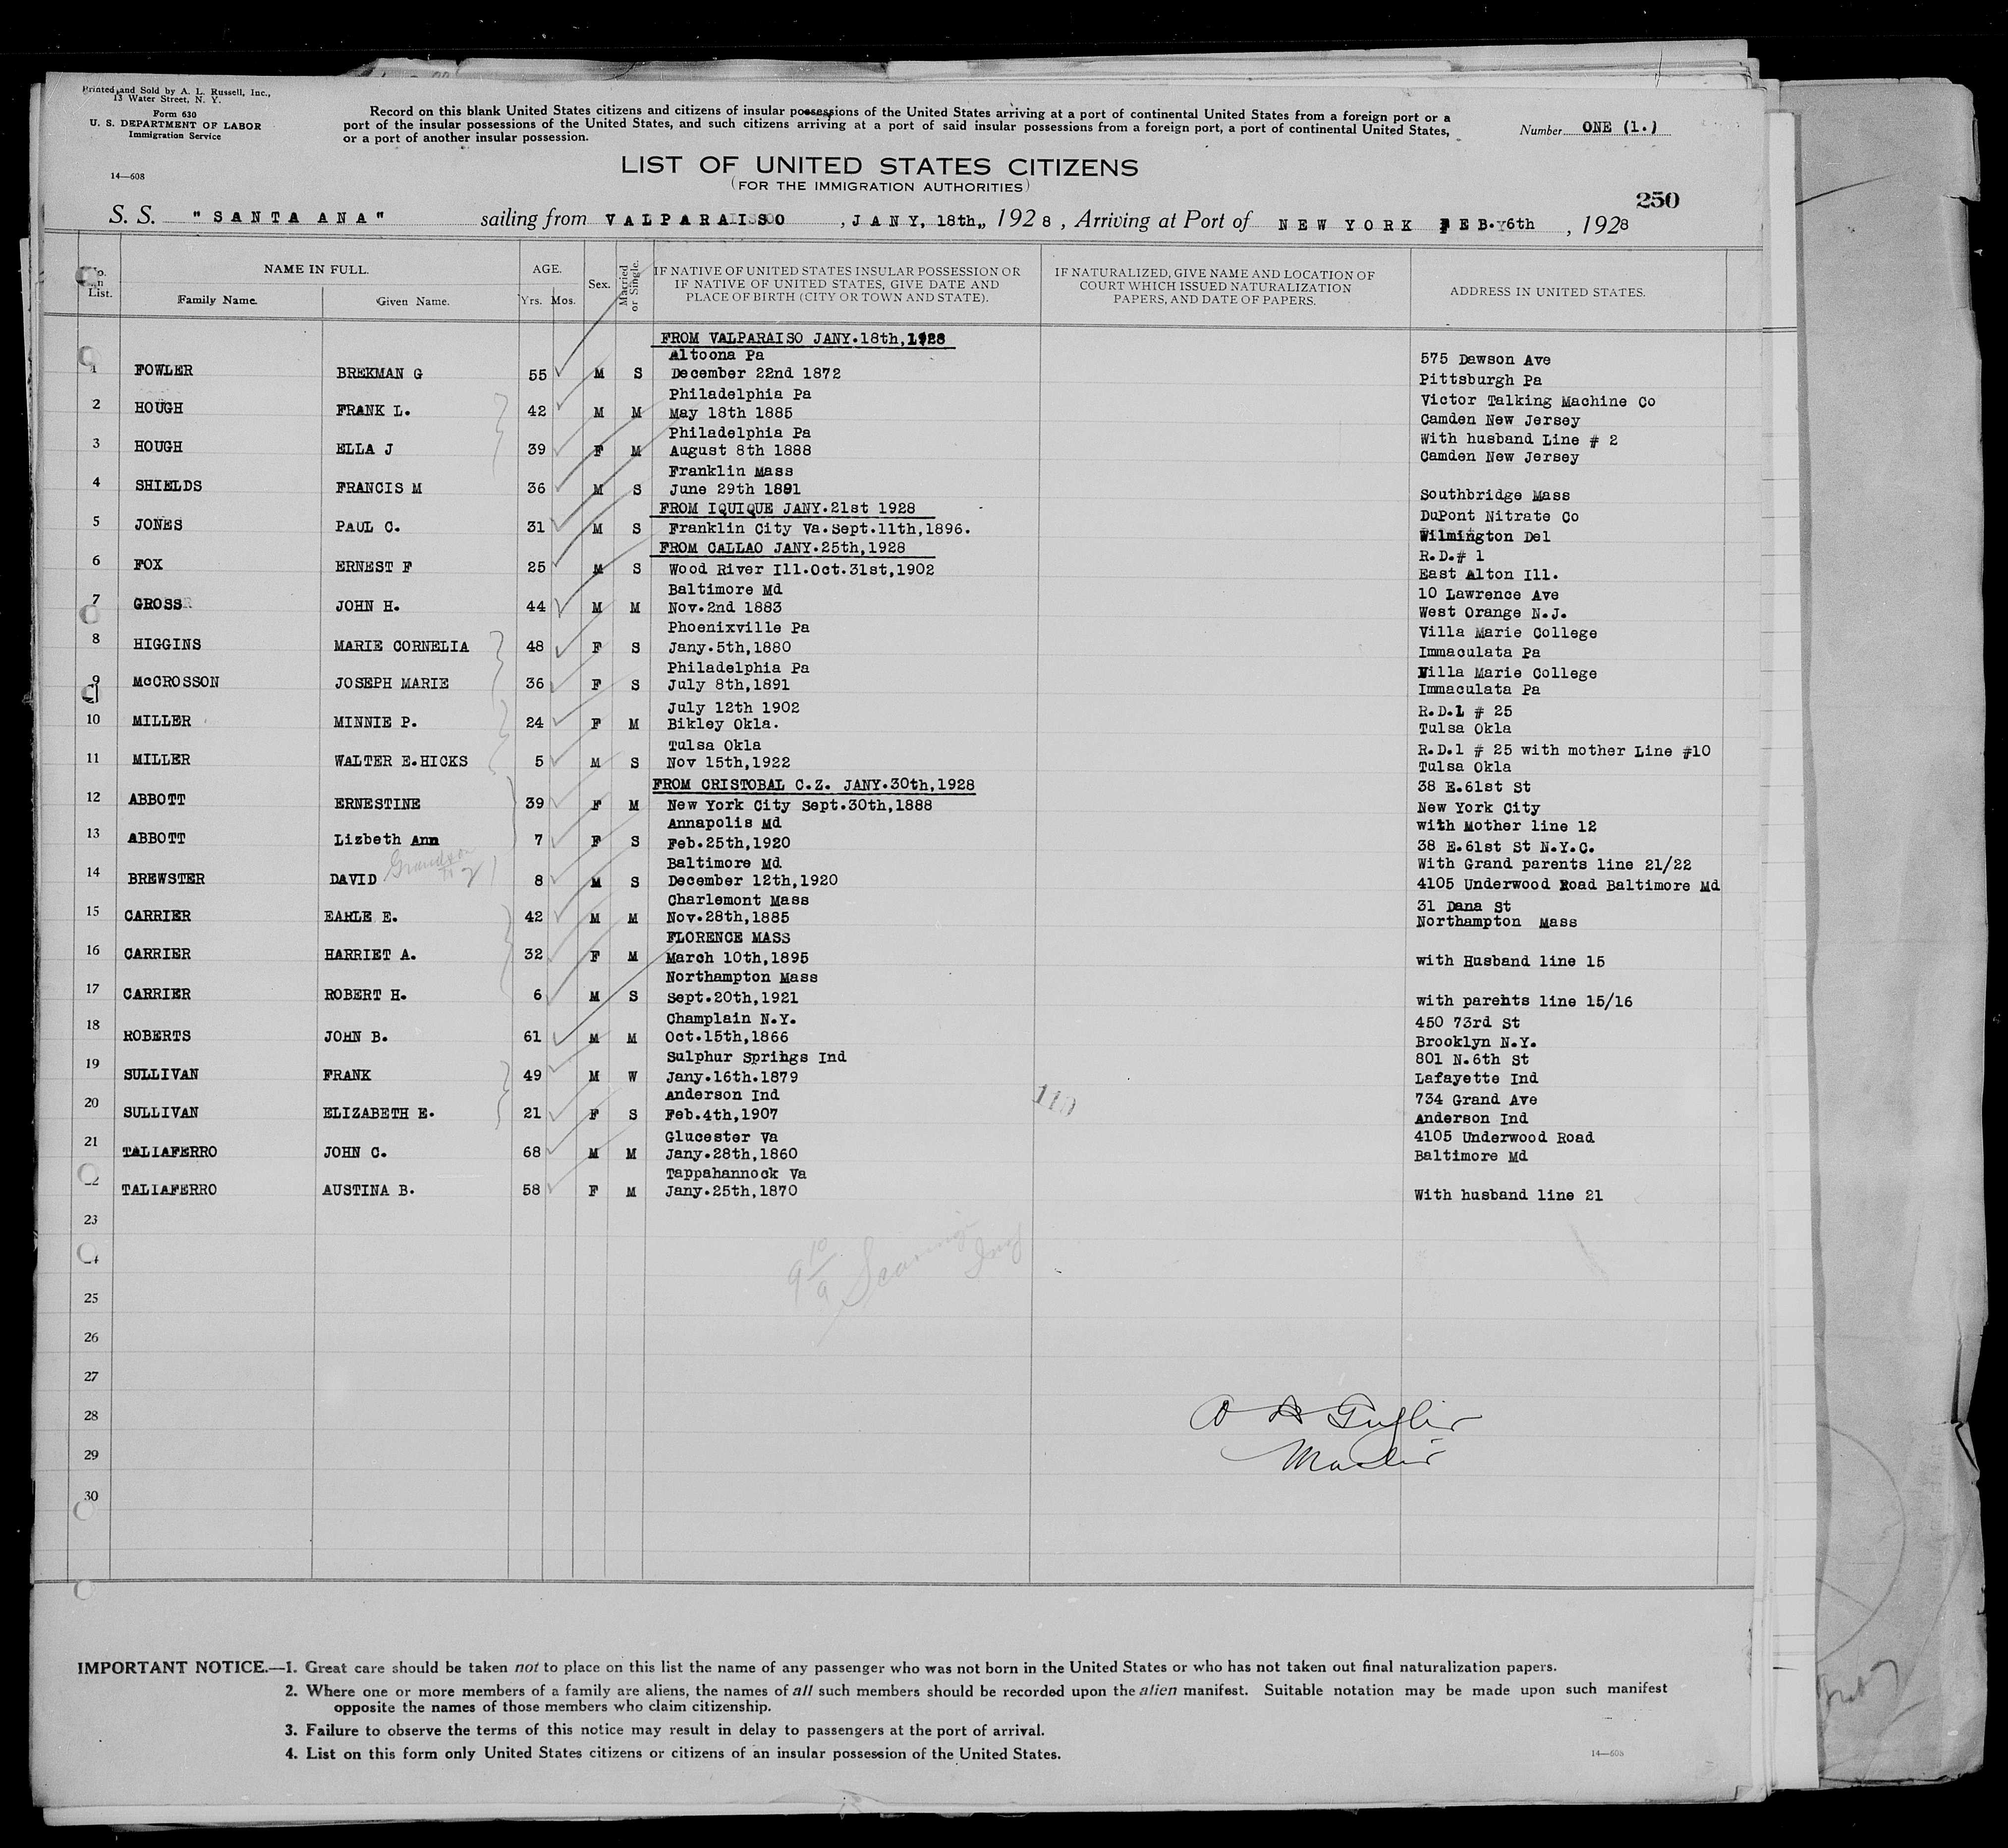 Printed and Sold by A. L. Russell, Inc.,
13 Water Street, N. Y.
Form 630
U. S. DEPARTMENT OF LABOR
Immigration Service
14—608
Record on this blank United States citizens and citizens of insular possessions of the United States arriving at a port of continental United States from a foreign port or a
port of the insular possessions of the United States, and such citizens arriving at a port of said insular possessions from a foreign port, a port of continental United States,
or a port of another insular possession.
Number ONE (1.)
LIST OF UNITED STATES CITIZENS
(FOR THE IMMIGRATION AUTHORITIES)
250
S. S. "SANTA ANA" sailing from VALPARAISO, JANY, 18th,, 1928, Arriving at Port of NEW YORK FEB.Y6th, 1928
No. on List. NAME IN FULL. AGE. Sex. Married or Single. IF NATIVE OF UNITED STATES INSULAR POSSESSION OR IF NATIVE OF UNITED STATES, GIVE DATE AND PLACE OF BIRTH (CITY OR TOWN AND STATE). IF NATURALIZED, GIVE NAME AND LOCATION OF COURT WHICH ISSUED NATURALIZATION PAPERS, AND DATE OF PAPERS. ADDRESS IN UNITED STATES.
Family Name. Given Name. Yrs. Mos.
FROM VALPARAISO JANY.18th,1928
Altoona Pa 575 Dawson Ave
1 FOWLER BREKMAN G 55 M S December 22nd 1872 Pittsburgh Pa
Philadelphia Pa Victor Talking Machine Co
2 HOUGH FRANK L. 42 M M May 18th 1885 Camden New Jersey
Philadelphia Pa With husband Line # 2
3 HOUGH ELLA J 39 F M August 8th 1888 Camden New Jersey
Franklin Mass
4 SHIELDS FRANCIS M 36 M S June 29th 1891 Southbridge Mass
FROM IQUIQUE JANY.21st 1928 DuPont Nitrate Co
5 JONES PAUL C. 31 M S Franklin City Va.Sept.11th,1896. Wilmington Del
FROM CALLAO JANY.25th,1928 R.D.# 1
6 FOX ERNEST F 25 M S Wood River Ill.Oct.31st,1902 East Alton Ill.
Baltimore Md 10 Lawrence Ave
7 GROSS JOHN H. 44 M M Nov.2nd 1883 West Orange N.J.
Phoenixville Pa Villa Marie College
8 HIGGINS MARIE CORNELIA 48 F S Jany.5th,1880 Immaculata Pa
Philadelphia Pa Villa Marie College
9 McCROSSON JOSEPH MARIE 36 F S July 8th,1891 Immaculata Pa
July 12th 1902 R.D.1 # 25
10 MILLER MINNIE P. 24 F M Bikley Okla. Tulsa Okla
Tulsa Okla R.D.1 # 25 with mother Line #10
11 MILLER WALTER E.HICKS 5 M S Nov 15th,1922 Tulsa Okla
FROM CRISTOBAL C.Z. JANY.30th,1928 38 E.61st St
12 ABBOTT ERNESTINE 39 F M New York City Sept.30th,1888 New York City
Annapolis Md with Mother line 12
13 ABBOTT Lizbeth Ann 7 F S Feb.25th,1920 38 E.61st St N.Y.C.
Grandson
Baltimore Md With Grand parents line 21/22
14 BREWSTER DAVID 8 M S December 12th,1920 4105 Underwood Road Baltimore Md
Charlemont Mass 31 Dana St
15 CARRIER EARLE E. 42 M M Nov.28th,1885 Northampton Mass
FLORENCE MASS
16 CARRIER HARRIET A. 32 F M March 10th,1895 with Husband line 15
Northampton Mass
17 CARRIER ROBERT H. 6 M S Sept.20th,1921 with parehts line 15/16
Champlain N.Y. 450 73rd St
18 ROBERTS JOHN B. 61 M M Oct.15th,1866 Brooklyn N.Y.
Sulphur Springs Ind 801 N.6th St
19 SULLIVAN FRANK 49 M W Jany.16th.1879 Lafayette Ind
Anderson Ind 734 Grand Ave
20 SULLIVAN ELIZABETH E. 21 F S Feb.4th,1907 Anderson Ind
110
Glucester Va 4105 Underwood Road
21 TALIAFERRO JOHN C. 68 M M Jany.28th,1860 Baltimore Md
Tappahannock Va
22 TALIAFERRO AUSTINA B. 58 F M Jany.25th,1870 With husband line 21
23
24
25
26
27
28
29
Master
30
IMPORTANT NOTICE.—1. Great care should be taken not to place on this list the name of any passenger who was not born in the United States or who has not taken out final naturalization papers.
2. Where one or more members of a family are aliens, the names of all such members should be recorded upon the alien manifest. Suitable notation may be made upon such manifest
opposite the names of those members who claim citizenship.
3. Failure to observe the terms of this notice may result in delay to passengers at the port of arrival.
4. List on this form only United States citizens or citizens of an insular possession of the United States.
14—608